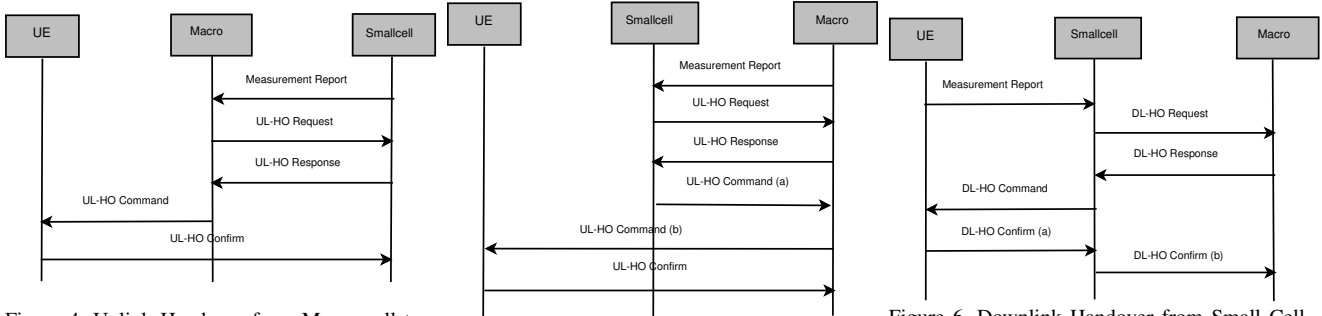 UE
Macro
Smallcell
Measurement Report
UL-HO Request
UL-HO Response
UL-HO Command
UL-HO Confirm
UE
Smallcell
Macro
Measurement Report
UL-HO Request
UL-HO Response
UL-HO Command (a)
UL-HO Command (b)
UL-HO Confirm
UE
Smallcell
Macro
Measurement Report
DL-HO Request
DL-HO Response
DL-HO Command
DL-HO Confirm (a)
DL-HO Confirm (b)
Figure 4. Uplink Handover from Macrocell to
Figure 6. Downlink Handover from Small Cell